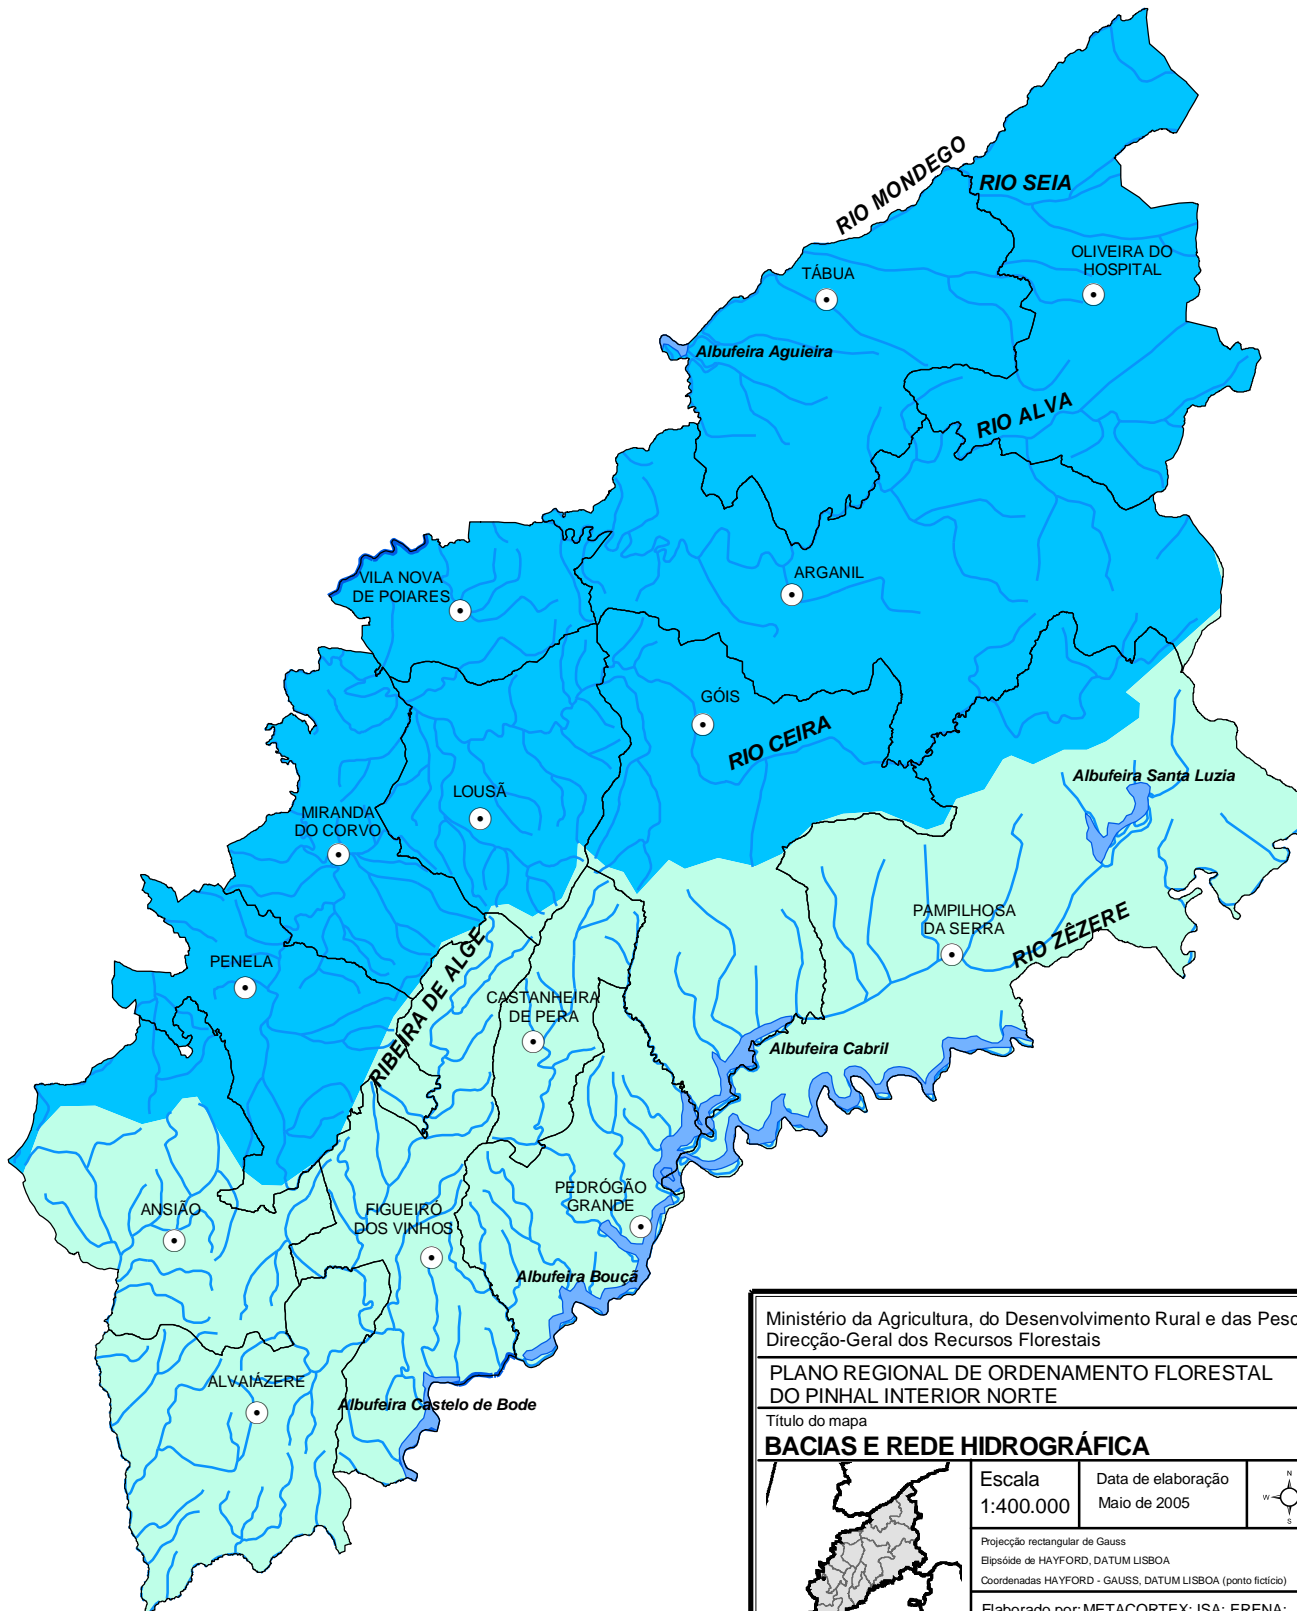 RIO MONDEGO
RIO SEIA
OLIVEIRA DO
HOSPITAL
TÁBUA
Albufeira Aguieira
RIO ALVA
VILA NOVA
DE POIARES
ARGANIL
GÓIS
RIO CEIRA
Albufeira Santa Luzia
LOUSÃ
MIRANDA
DO CORVO
PAMPILHOSA
DA SERRA
RIO ZÊZERE
PENELA
RIBEIRA DE ALGE
CASTANHEIRA
DE PERA
Albufeira Cabril
PEDRÓGÃO
GRANDE
ANSIÃO
FIGUEIRÓ
DOS VINHOS
Albufeira Bouçã
ALVAIÁZERE
Albufeira Castelo de Bode
Ministério da Agricultura, do Desenvolvimento Rural e das Pesc
Direcção-Geral dos Recursos Florestais
PLANO REGIONAL DE ORDENAMENTO FLORESTAL
DO PINHAL INTERIOR NORTE
Título do mapa
BACIAS E REDE HIDROGRÁFICA
Escala
1:400.000
Data de elaboração
Maio de 2005
N
W
S
Projecção rectangular de Gauss
Elipsóide de HAYFORD, DATUM LISBOA
Coordenadas HAYFORD - GAUSS, DATUM LISBOA (ponto fictício)
Elaborado por: METACORTEX; ISA; ERENA;